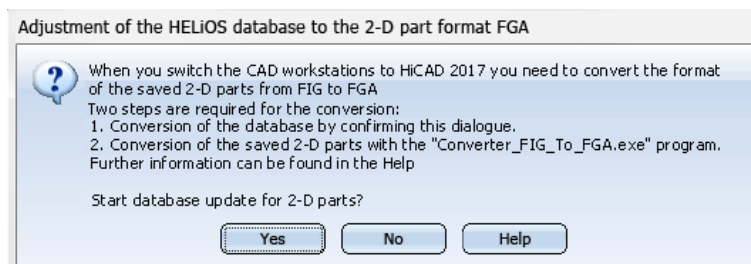 Adjustment of the HELiOS database to the 2-D part format FGA
When you switch the CAD workstations to HiCAD 2017 you need to convert the format
of the saved 2-D parts from FIG to FGA
Two steps are required for the conversion:
1. Conversion of the database by confirming this dialogue.
2. Conversion of the saved 2-D parts with the "Converter_FIG_To_FGA.exe" program.
Further information can be found in the Help
Start database update for 2-D parts?
Yes No Help